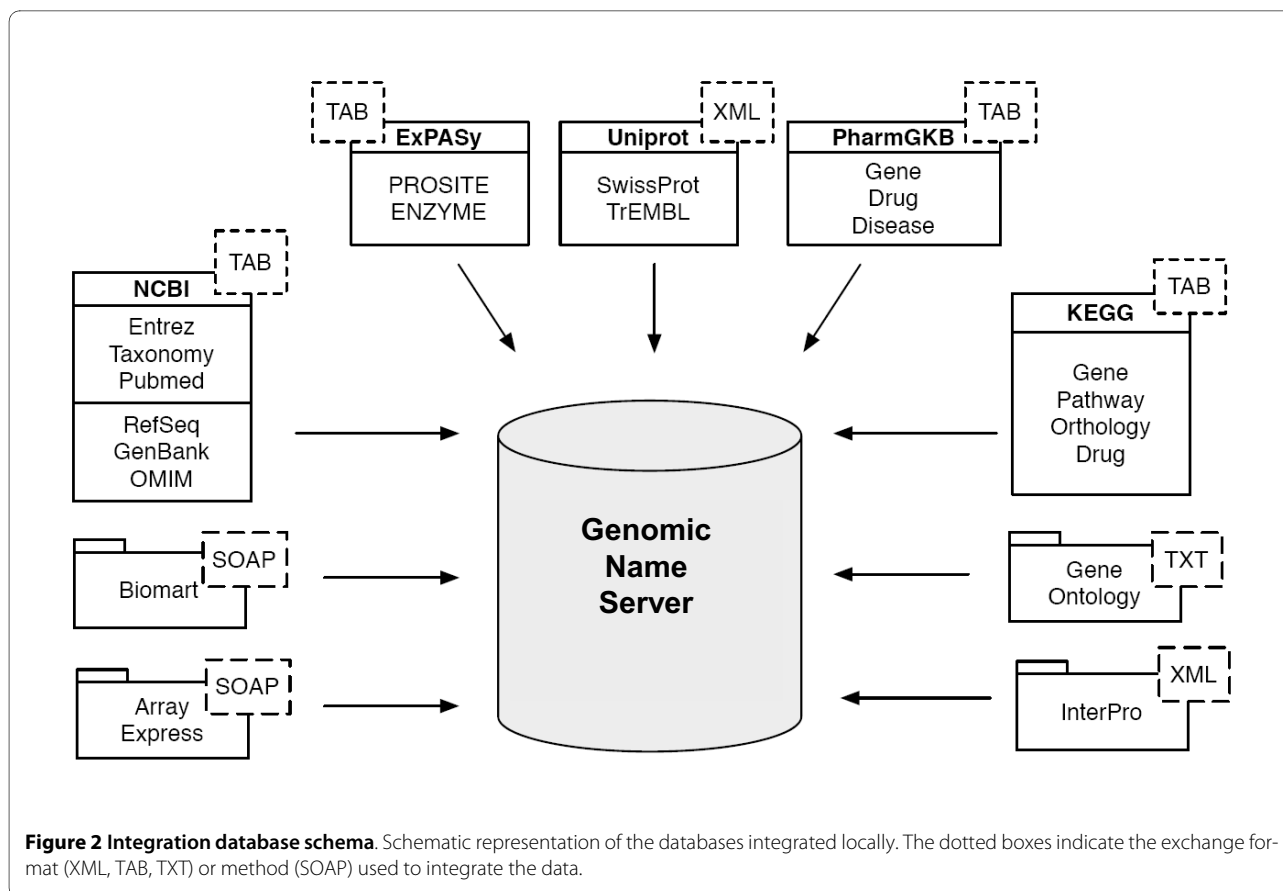 TAB
ExPASy
PROSITE
ENZYME
XML
Uniprot
SwissProt
TrEMBL
TAB
PharmGKB
Gene
Drug
Disease
TAB
NCBI
Entrez
Taxonomy
Pubmed
RefSeq
GenBank
OMIM
TAB
KEGG
Gene
Pathway
Orthology
Drug
SOAP
Biomart
SOAP
Array
Express
Genomic
Name
Server
TXT
Gene
Ontology
XML
InterPro
Figure 2 Integration database schema. Schematic representation of the databases integrated locally. The dotted boxes indicate the exchange for-
mat (XML, TAB, TXT) or method (SOAP) used to integrate the data.